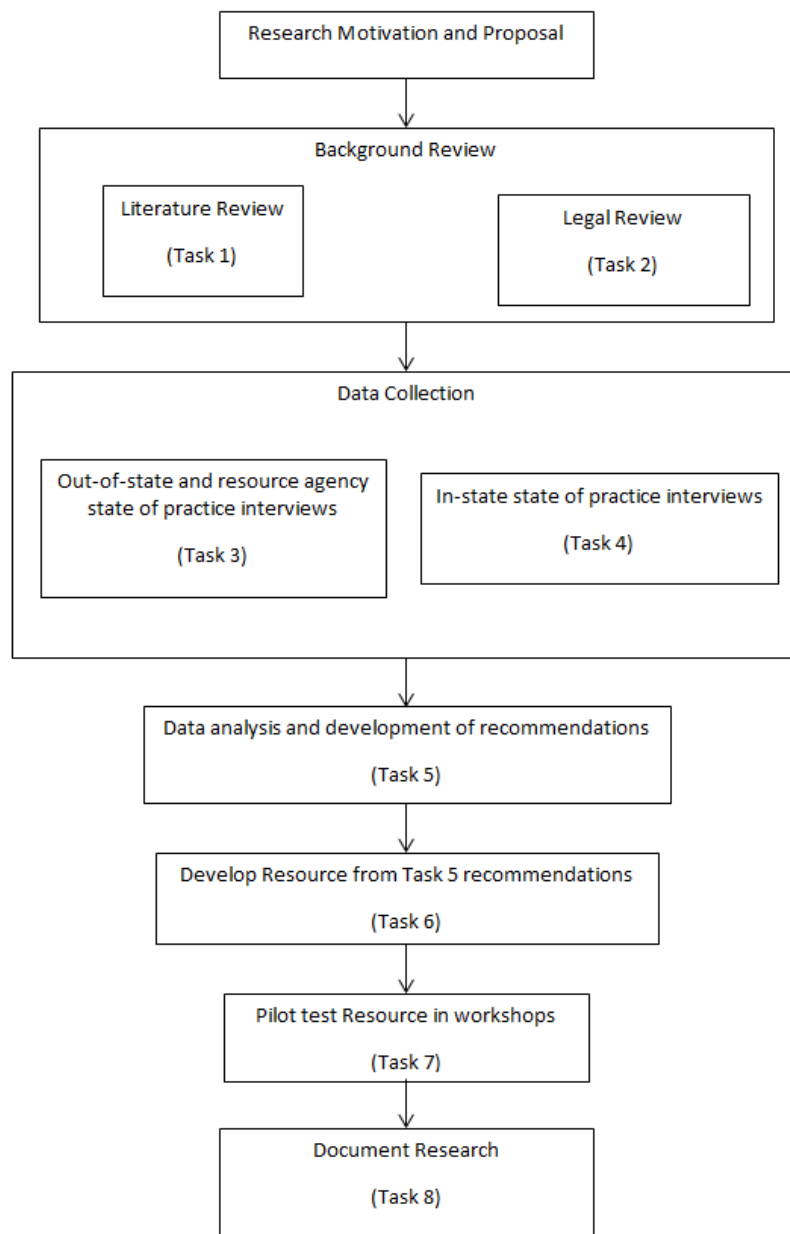 Research Motivation and Proposal
Background Review
Literature Review
(Task 1)
Legal Review
(Task 2)
Data Collection
Out-of-state and resource agency
state of practice interviews
(Task 3)
In-state state of practice interviews
(Task 4)
Data analysis and development of recommendations
(Task 5)
Develop Resource from Task 5 recommendations
(Task 6)
Pilot test Resource in workshops
(Task 7)
Document Research
(Task 8)